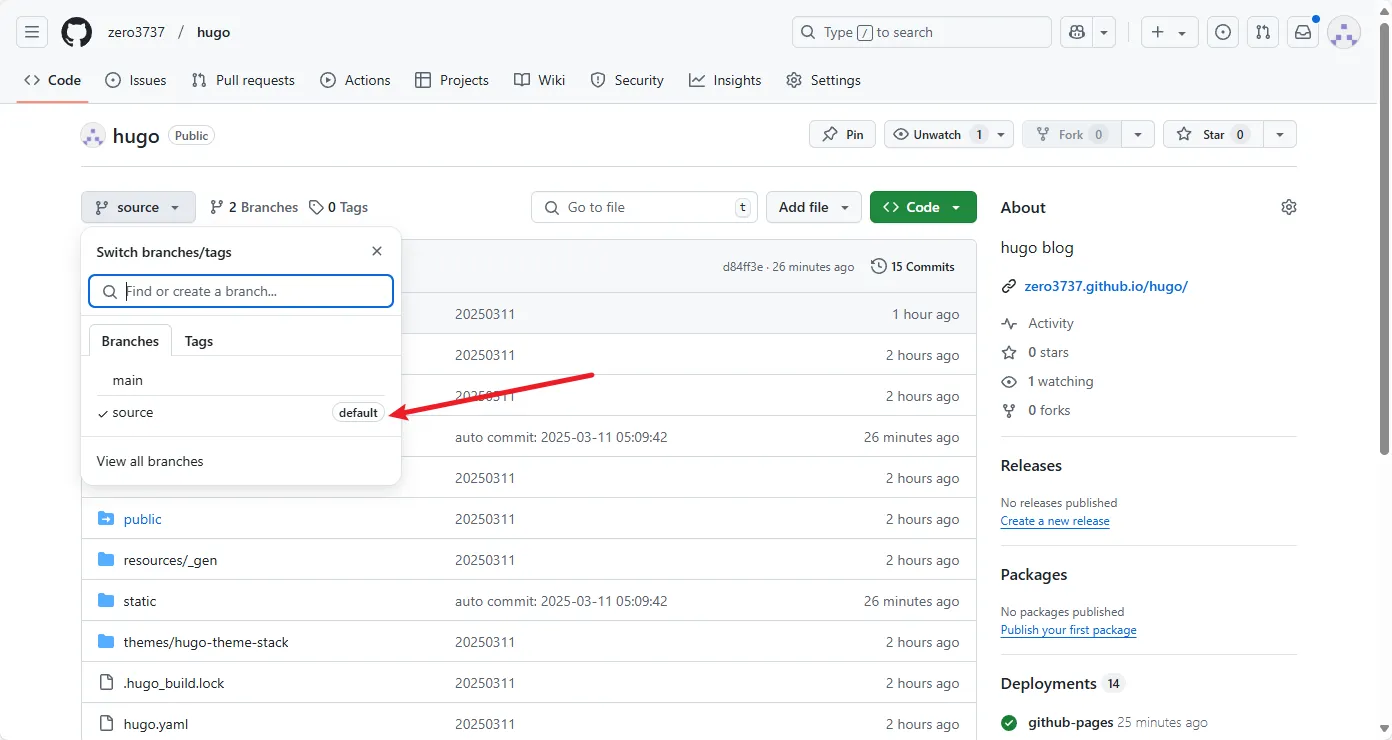 zero3737 / hugo
Type / to search
Code Issues Pull requests Actions Projects Wiki Security Insights Settings
hugo Public
Pin Unwatch 1 Fork 0 Star 0
source 2 Branches 0 Tags Go to file t Add file Code
Switch branches/tags
Find or create a branch...
Branches Tags
main
source default
View all branches
d84ff3e · 26 minutes ago 15 Commits
20250311 1 hour ago
20250311 2 hours ago
20250311 2 hours ago
auto commit: 2025-03-11 05:09:42 26 minutes ago
20250311 2 hours ago
public 20250311 2 hours ago
resources/_gen 20250311 2 hours ago
static auto commit: 2025-03-11 05:09:42 26 minutes ago
themes/hugo-theme-stack 20250311 2 hours ago
.hugo_build.lock 20250311 2 hours ago
hugo.yaml 20250311 2 hours ago
About
hugo blog
zero3737.github.io/hugo/
Activity
0 stars
1 watching
0 forks
Releases
No releases published
Create a new release
Packages
No packages published
Publish your first package
Deployments 14
github-pages 25 minutes ago